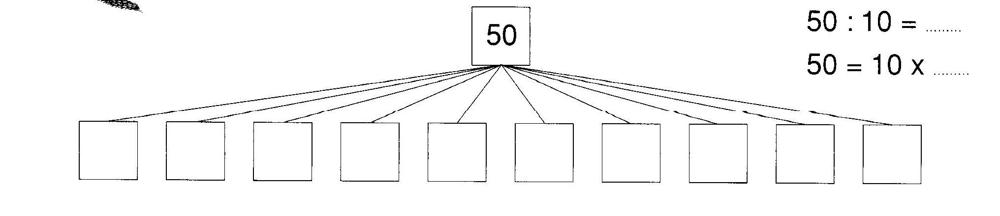 50
50 : 10 = .........
50 = 10 x .........